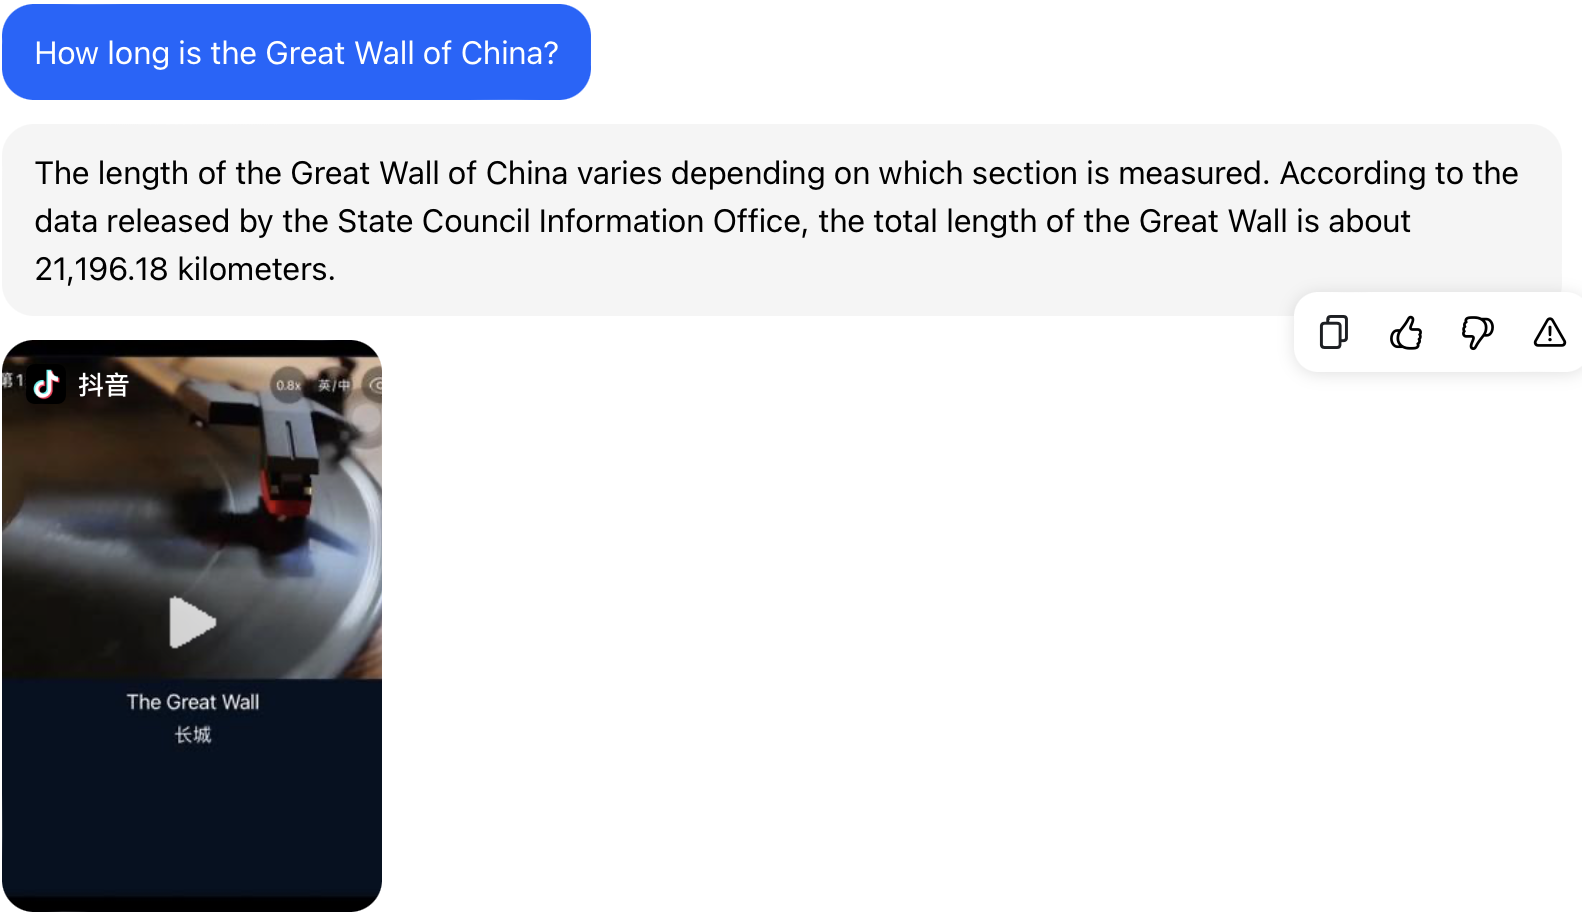 How long is the Great Wall of China?
The length of the Great Wall of China varies depending on which section is measured. According to the
data released by the State Council Information Office, the total length of the Great Wall is about
21,196.18 kilometers.
第1 抖音 0.8x 英/中
The Great Wall
长城